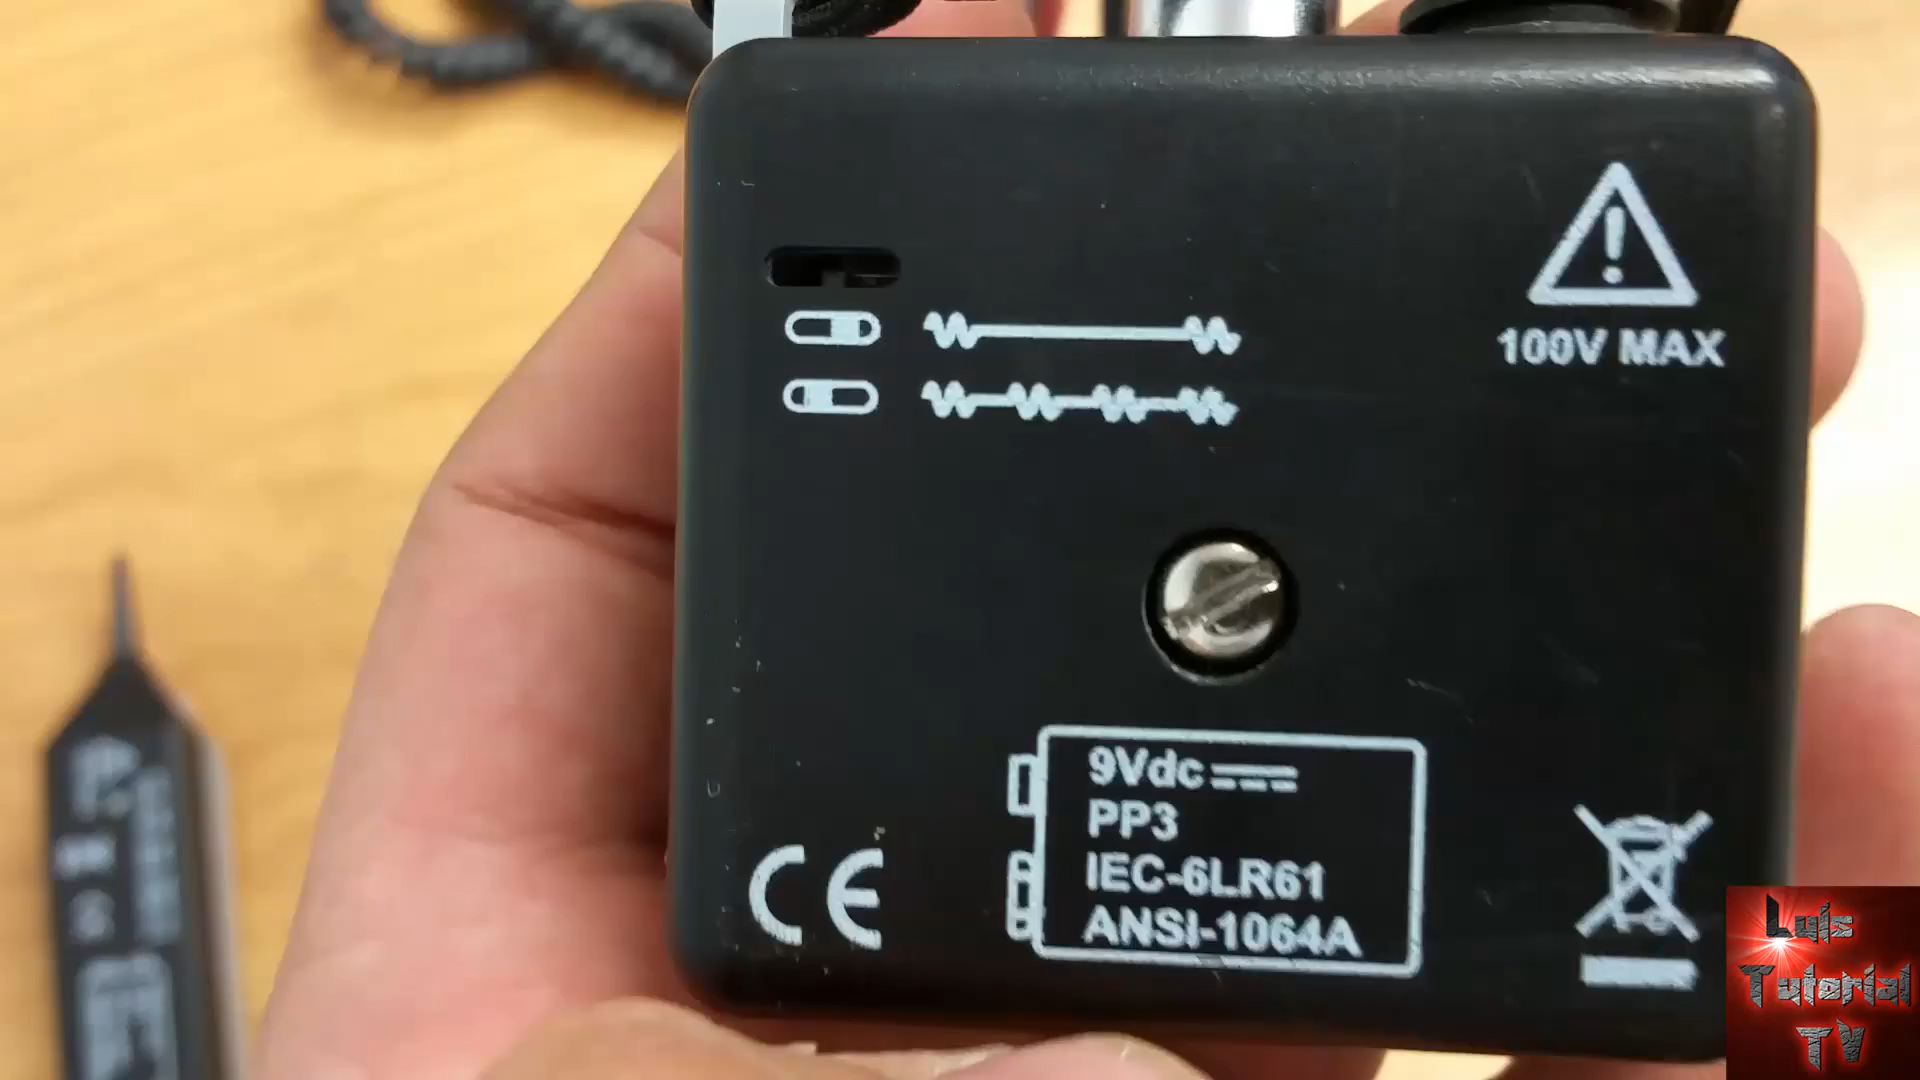 100V MAX
9Vdc
PP3
IEC-6LR61
ANSI-1064A
CE
Luis
Tutorial
TV